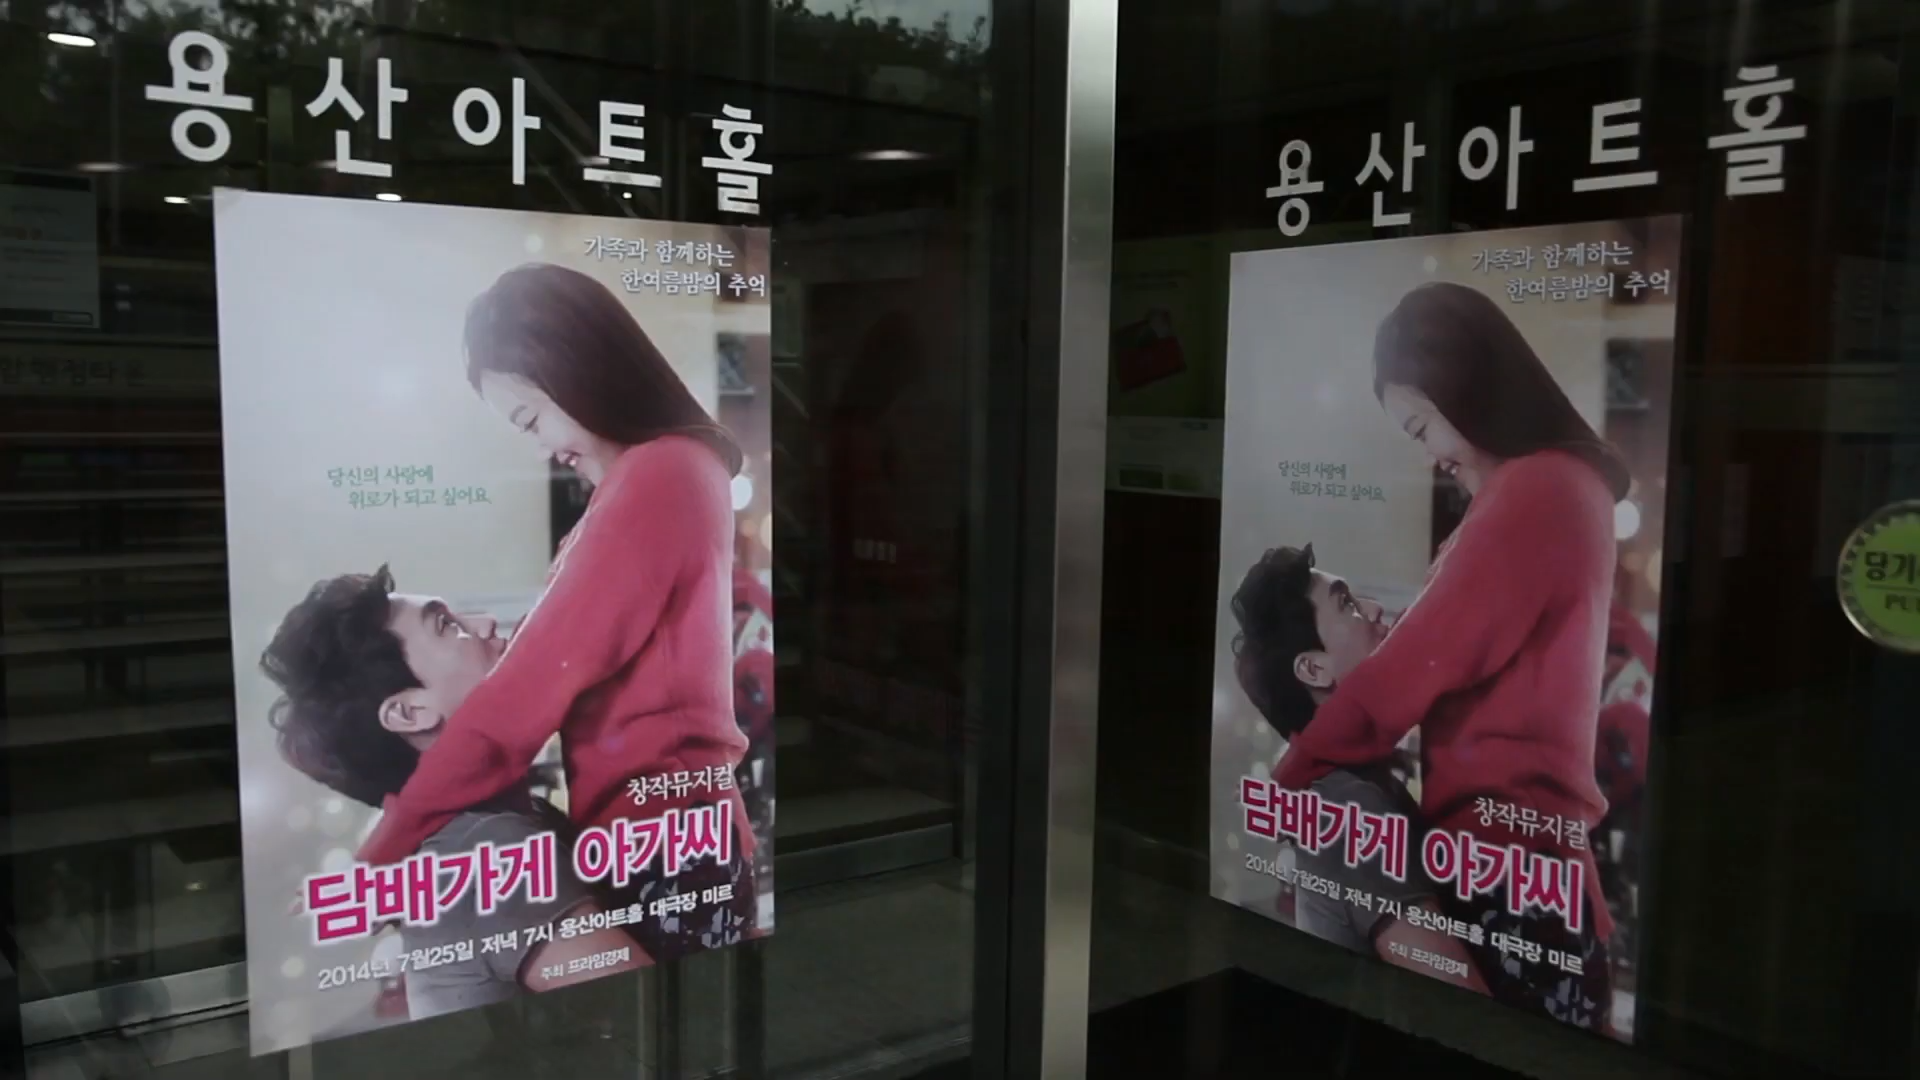 용산아트홀
가족과 함께하는
한여름밤의 추억
당신의 사랑에
위로가 되고 싶어요.
창작뮤지컬
담배가게 아가씨
2014년 7월25일 저녁 7시 용산아트홀 대극장 미르
주최 프라임경제
용산아트홀
가족과 함께하는
한여름밤의 추억
당신의 사랑에
위로가 되고 싶어요.
창작뮤지컬
담배가게 아가씨
2014년 7월25일 저녁 7시 용산아트홀 대극장 미르
주최 프라임경제
당기